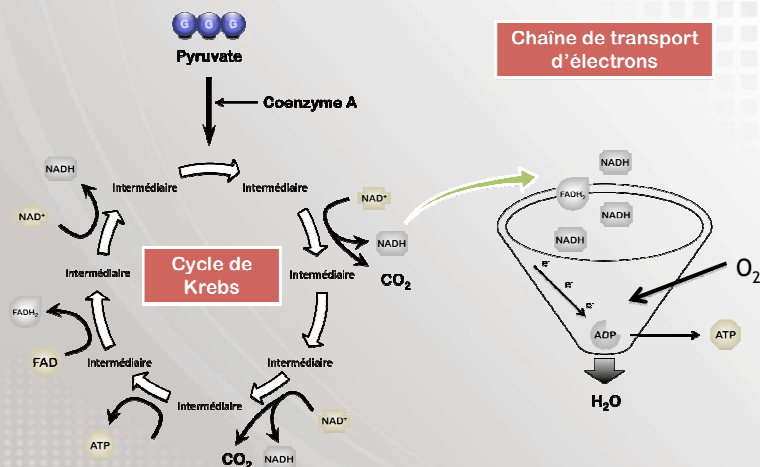 G G G
Pyruvate
Coenzyme A
Chaîne de transport
d'électrons
NADH
NAD⁺
Intermédiaire
Intermédiaire
NAD⁺
NADH
CO₂
Intermédiaire
Intermédiaire
Cycle de
Krebs
FADH₂
FAD
Intermédiaire
Intermédiaire
Intermédiaire
ATP
NAD⁺
CO₂
NADH
NADH
FADH₂
NADH
NADH
e⁻
e⁻
e⁻
O₂
ADP
ATP
H₂O